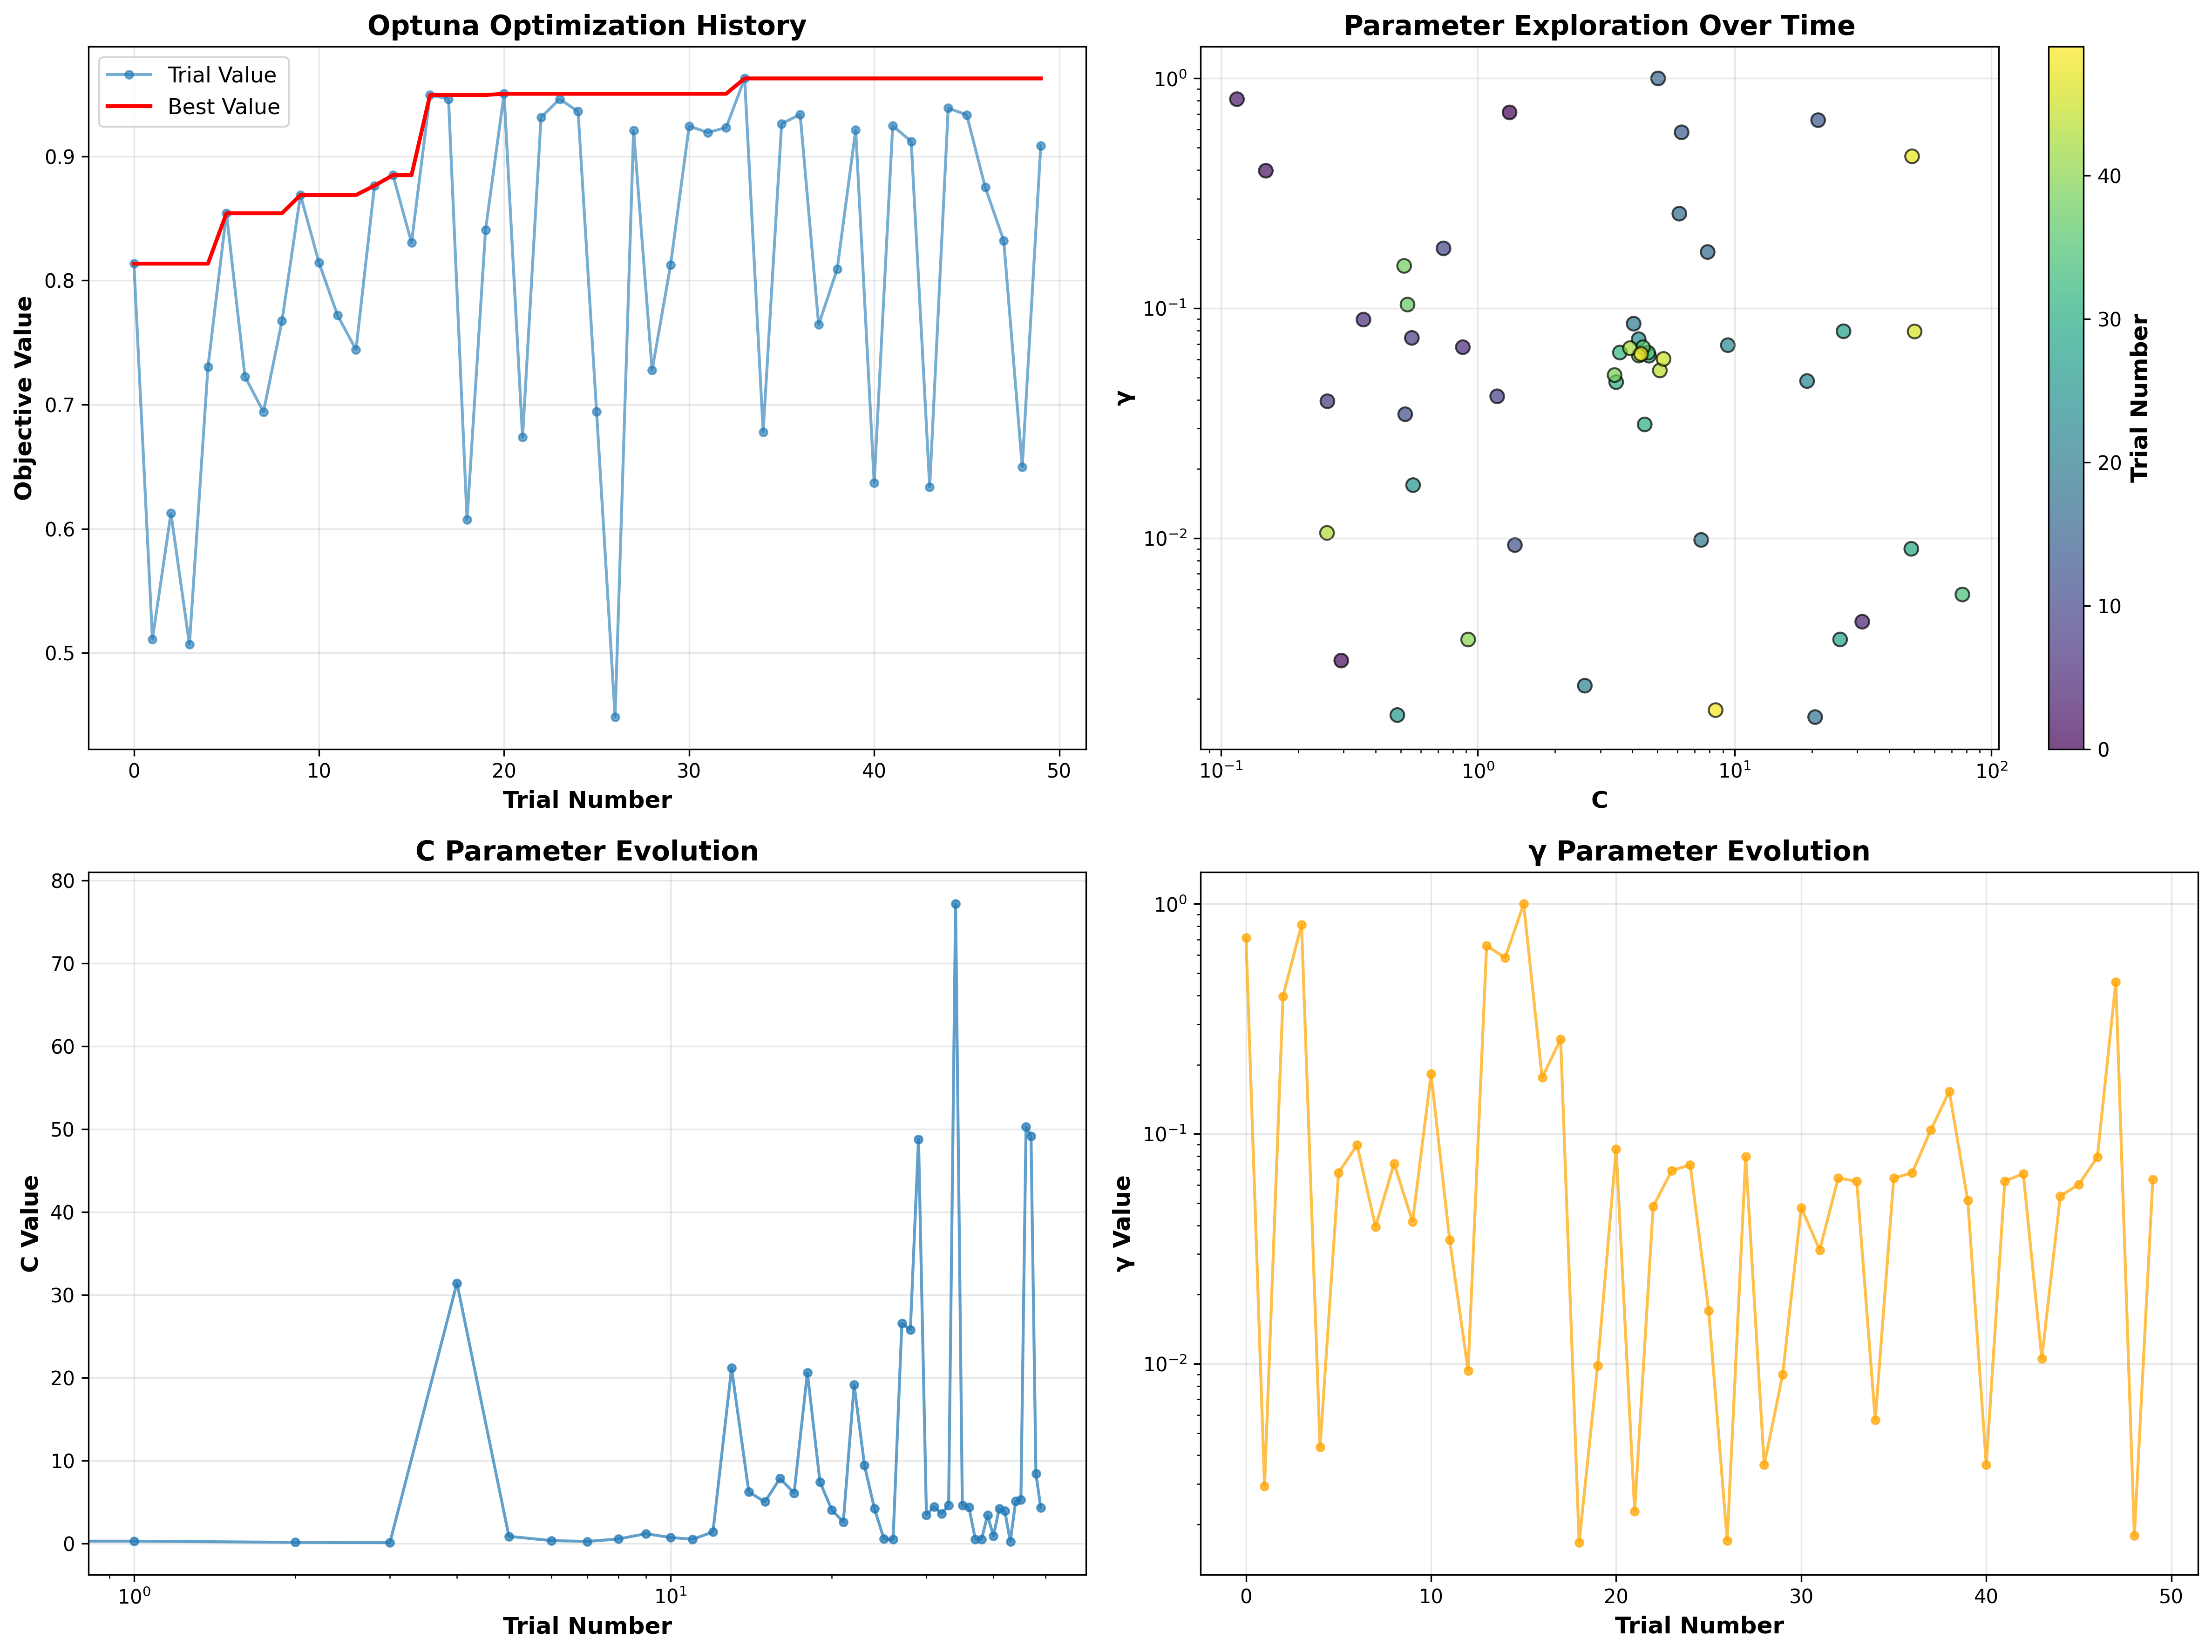 Optuna Optimization History
Trial Value
Best Value
0.9
0.8
0.7
0.6
0.5
Objective Value
0
10
20
30
40
50
Trial Number
Parameter Exploration Over Time
10⁰
10⁻¹
10⁻²
γ
10⁻¹
10⁰
10¹
10²
C
40
30
20
10
0
Trial Number
C Parameter Evolution
80
70
60
50
40
30
20
10
0
C Value
10⁰
10¹
Trial Number
γ Parameter Evolution
10⁰
10⁻¹
10⁻²
γ Value
0
10
20
30
40
50
Trial Number